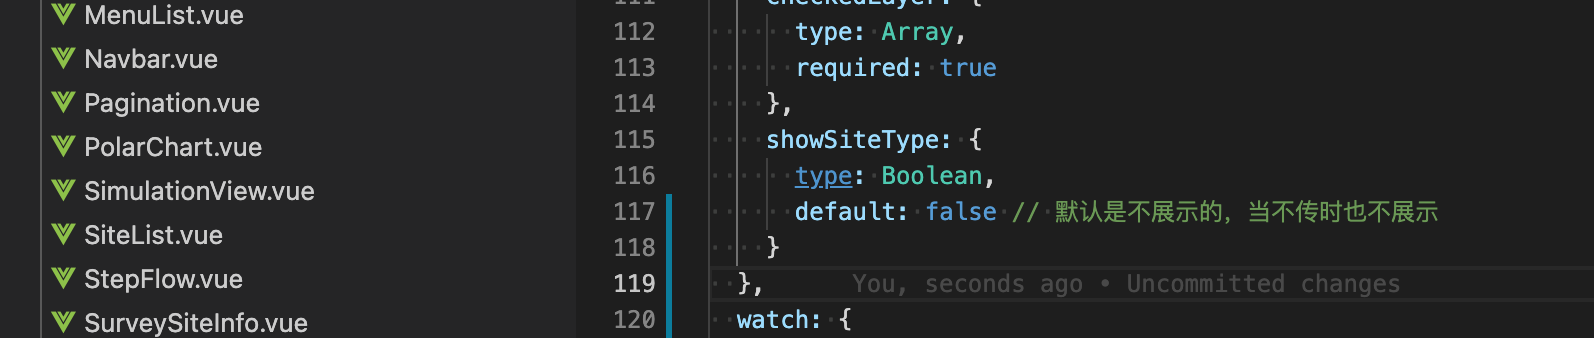 MenuList.vue
Navbar.vue
Pagination.vue
PolarChart.vue
SimulationView.vue
SiteList.vue
StepFlow.vue
SurveySiteInfo.vue
111 checkedLayer: {
112 type: Array,
113 required: true
114 },
115 showSiteType: {
116 type: Boolean,
117 default: false // 默认是不展示的，当不传时也不展示
118 }
119 }, You, seconds ago • Uncommitted changes
120 watch: {